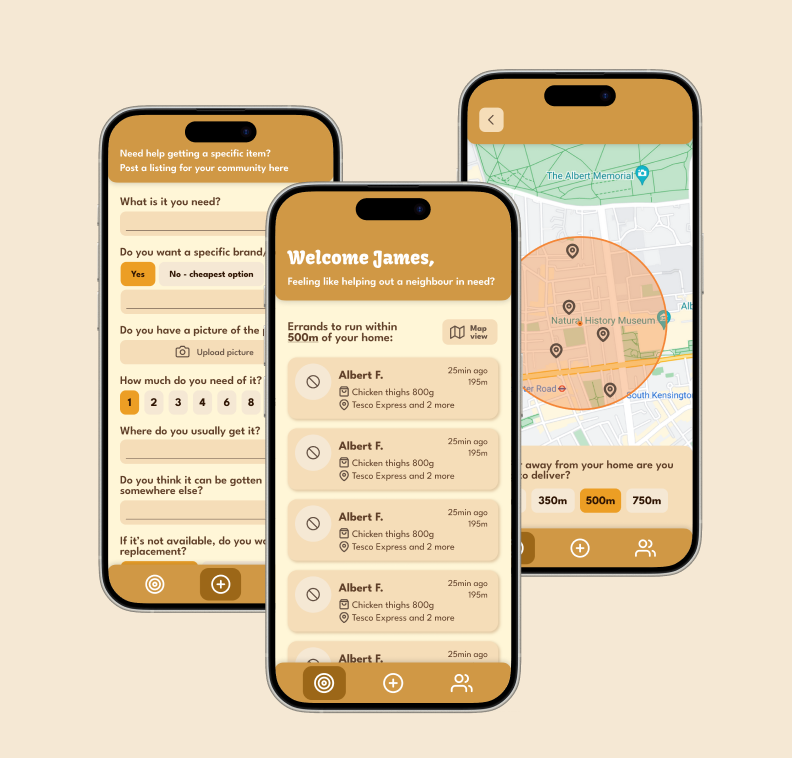 Need help getting a specific item?
Post a listing for your community here
What is it you need?
Do you want a specific brand/
Yes
No - cheapest option
Do you have a picture of the
Upload picture
How much do you need of it?
1 2 3 4 6 8
Where do you usually get it?
Do you think it can be gotten
somewhere else?
If it's not available, do you
replacement?
Welcome James,
Feeling like helping out a neighbour in need?
Errands to run within
500m of your home:
Map
view
Albert F.
25min ago
195m
Chicken thighs 800g
Tesco Express and 2 more
Albert F.
25min ago
195m
Chicken thighs 800g
Tesco Express and 2 more
Albert F.
25min ago
195m
Chicken thighs 800g
Tesco Express and 2 more
Albert F.
25min ago
195m
Chicken thighs 800g
Tesco Express and 2 more
Albert F.
25min ago
The Albert Memorial
Natural History Museum
Road
South Kensington
away from your home are you
to deliver?
350m
500m
750m